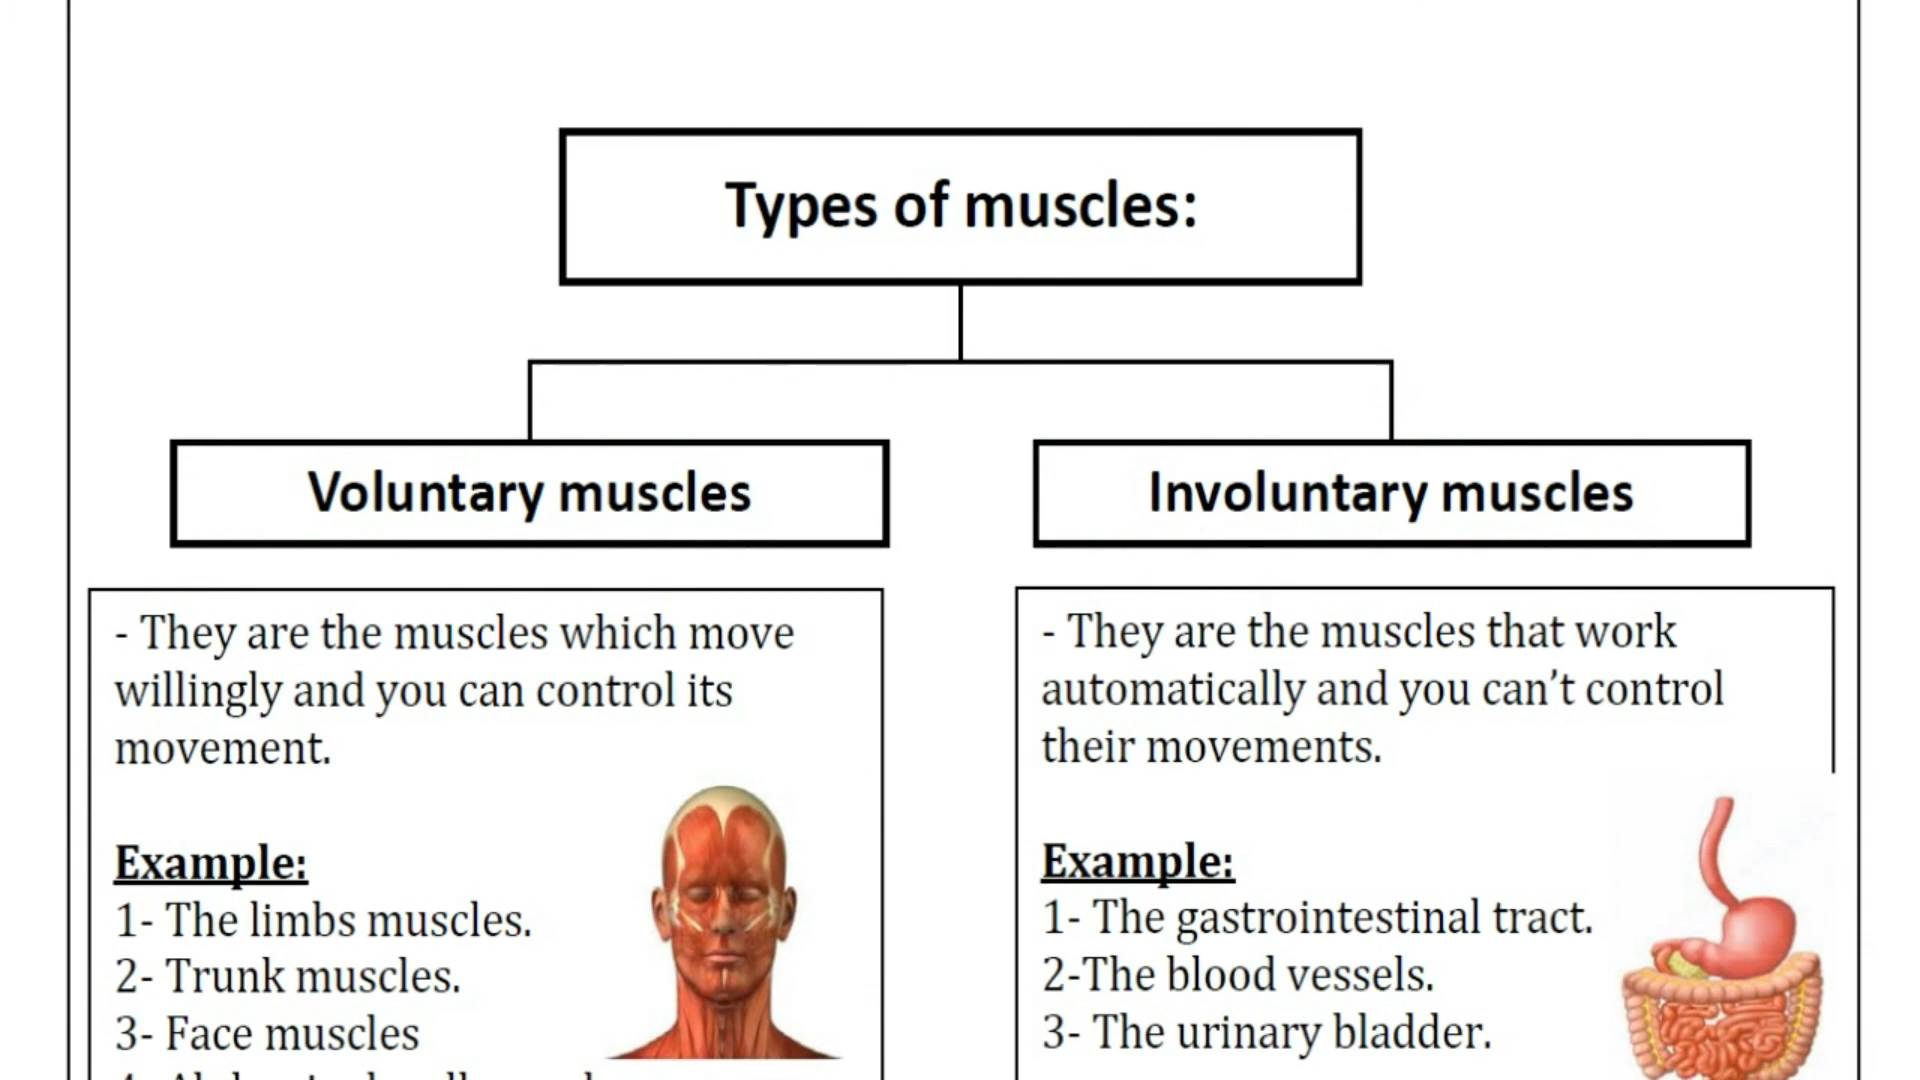 Types of muscles:
Voluntary muscles
Involuntary muscles
- They are the muscles which move
willingly and you can control its
movement.
Example:
1- The limbs muscles.
2- Trunk muscles.
3- Face muscles
- They are the muscles that work
automatically and you can't control
their movements.
Example:
1- The gastrointestinal tract.
2-The blood vessels.
3- The urinary bladder.